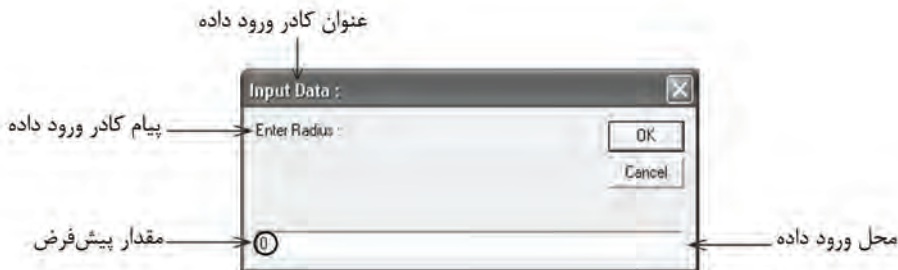 عنوان کادر ورود داده
Input Data :
پیام کادر ورود داده
Enter Radius :
OK
Cancel
مقدار پیش‌فرض
0
محل ورود داده